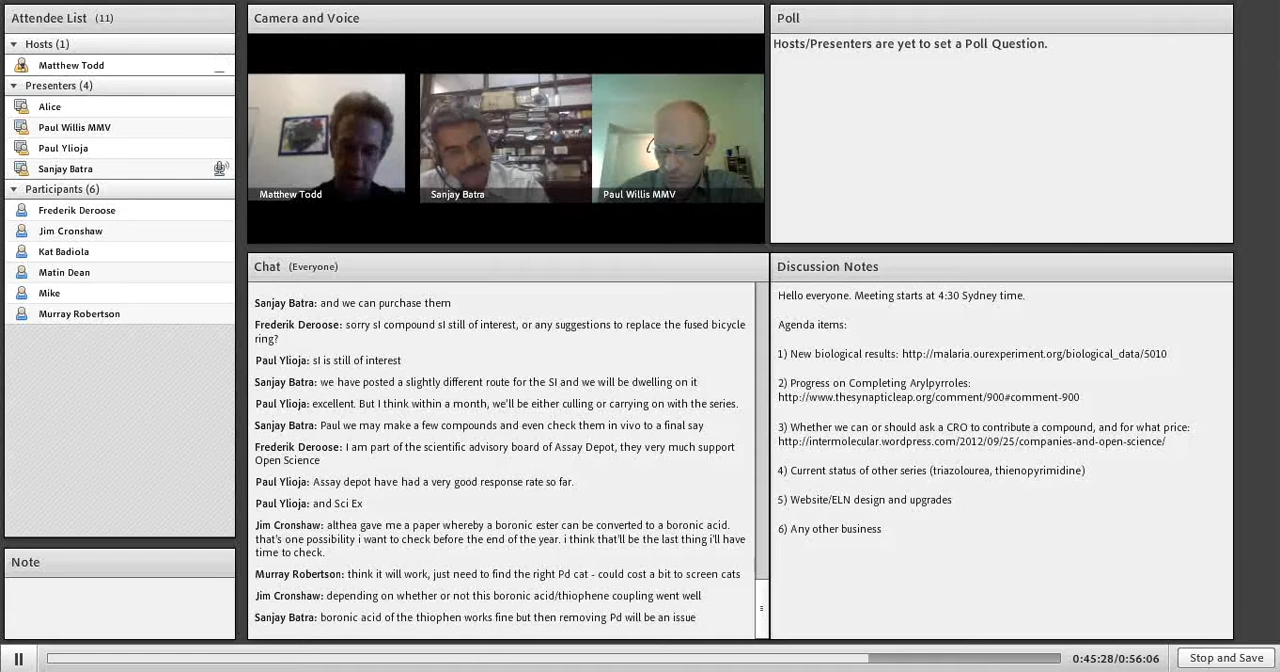 Attendee List (11)
Hosts (1)
Matthew Todd
Presenters (4)
Alice
Paul Willis MMV
Paul Ylioja
Sanjay Batra
Participants (6)
Frederik Deroose
Jim Cronshaw
Kat Badiola
Matin Dean
Mike
Murray Robertson
Note
Camera and Voice
Matthew Todd
Sanjay Batra
Paul Willis MMV
Poll
Hosts/Presenters are yet to set a Poll Question.
Chat (Everyone)
Sanjay Batra: and we can purchase them
Frederik Deroose: sorry sI compound sI still of interest, or any suggestions to replace the fused bicycle
ring?
Paul Ylioja: sI is still of interest
Sanjay Batra: we have posted a slightly different route for the SI and we will be dwelling on it
Paul Ylioja: excellent. But I think within a month, we'll be either culling or carrying on with the series.
Sanjay Batra: Paul we may make a few compounds and even check them in vivo to a final say
Frederik Deroose: I am part of the scientific advisory board of Assay Depot, they very much support
Open Science
Paul Ylioja: Assay depot have had a very good response rate so far.
Paul Ylioja: and Sci Ex
Jim Cronshaw: althea gave me a paper whereby a boronic ester can be converted to a boronic acid.
that's one possibility i want to check before the end of the year. i think that'll be the last thing i'll have
time to check.
Murray Robertson: think it will work, just need to find the right Pd cat - could cost a bit to screen cats
Jim Cronshaw: depending on whether or not this boronic acid/thiophene coupling went well
Sanjay Batra: boronic acid of the thiophen works fine but then removing Pd will be an issue
Discussion Notes
Hello everyone. Meeting starts at 4:30 Sydney time.
Agenda items:
1) New biological results: http://malaria.ourexperiment.org/biological_data/5010
2) Progress on Completing Arylpyrroles:
http://www.thesynapticleap.org/comment/900#comment-900
3) Whether we can or should ask a CRO to contribute a compound, and for what price:
http://intermolecular.wordpress.com/2012/09/25/companies-and-open-science/
4) Current status of other series (triazolourea, thienopyrimidine)
5) Website/ELN design and upgrades
6) Any other business
0:45:28/0:56:06
Stop and Save